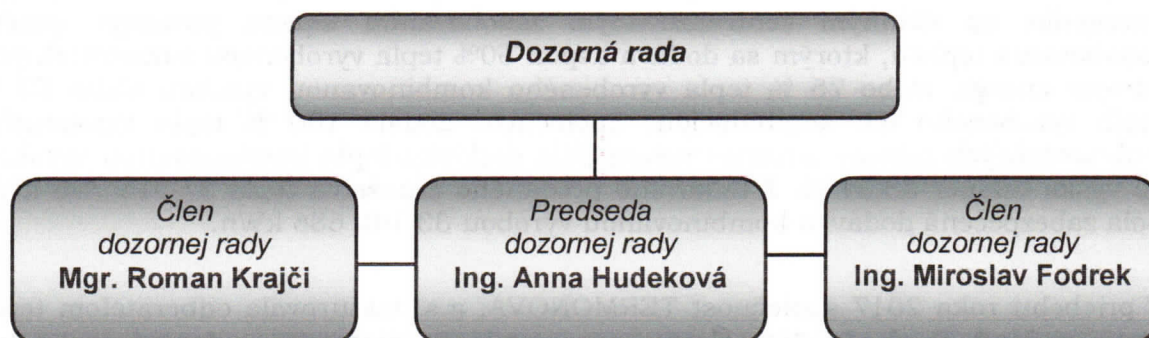 Dozorná rada
Člen
dozornej rady
Mgr. Roman Krajči
Predseda
dozornej rady
Ing. Anna Hudeková
Člen
dozornej rady
Ing. Miroslav Fodrek